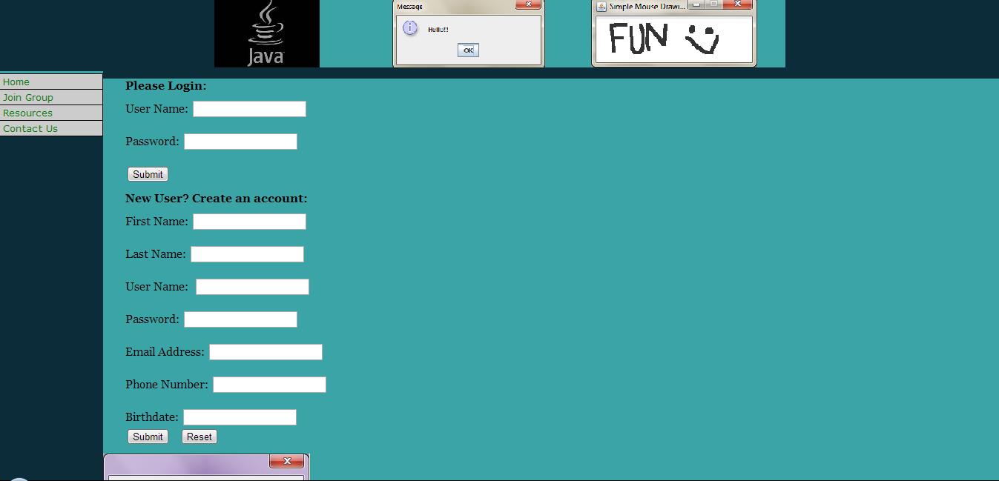 Java
Message
Hello!!
OK
Simple Mouse Drawi...
FUN
Home
Join Group
Resources
Contact Us
Please Login:
User Name:
Password:
Submit
New User? Create an account:
First Name:
Last Name:
User Name:
Password:
Email Address:
Phone Number:
Birthdate:
Submit Reset